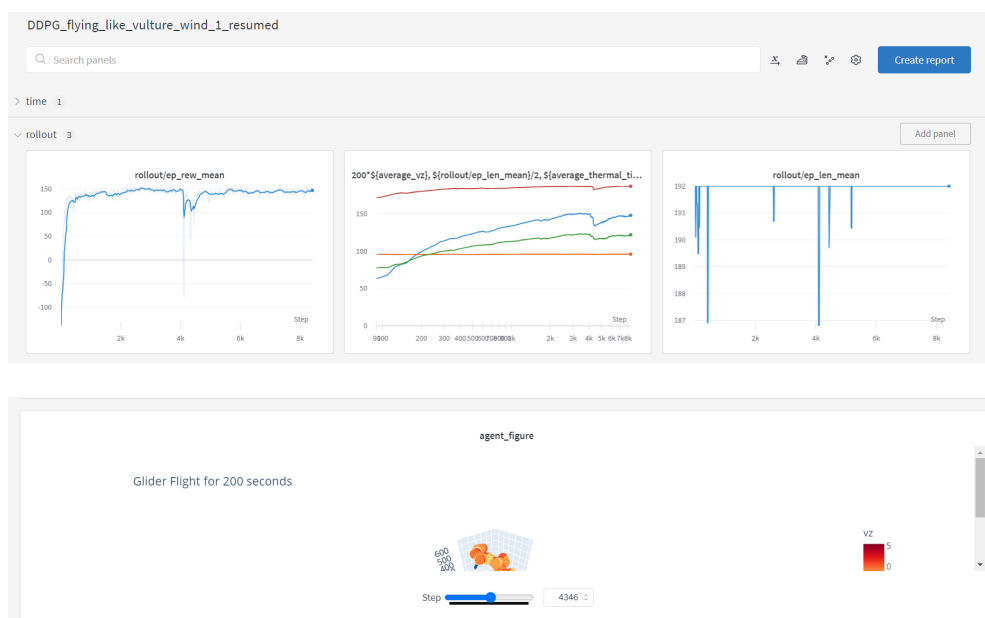 DDPG_flying_like_vulture_wind_1_resumed
Search panels
Create report
time 1
rollout 3
Add panel
rollout/ep_rew_mean
150
100
50
0
-50
-100
Step
2k 4k 6k 8k
200*${average_vz}, ${rollout/ep_len_mean}/2, ${average_thermal_ti...
150
100
50
0
Step
200 300 400 2k 3k 4k 5k 6k 7k8k
rollout/ep_len_mean
192
191
190
189
188
187
Step
2k 4k 6k 8k
agent_figure
Glider Flight for 200 seconds
600
500
400
vz
5
0
Step 4346